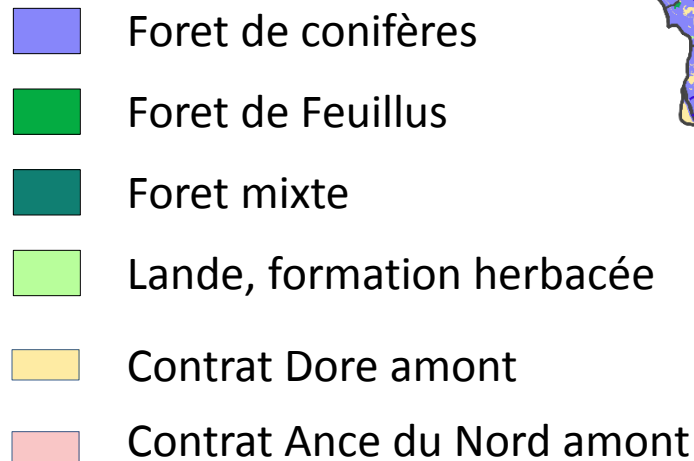 Foret de conifères
Foret de Feuillus
Foret mixte
Lande, formation herbacée
Contrat Dore amont
Contrat Ance du Nord amont